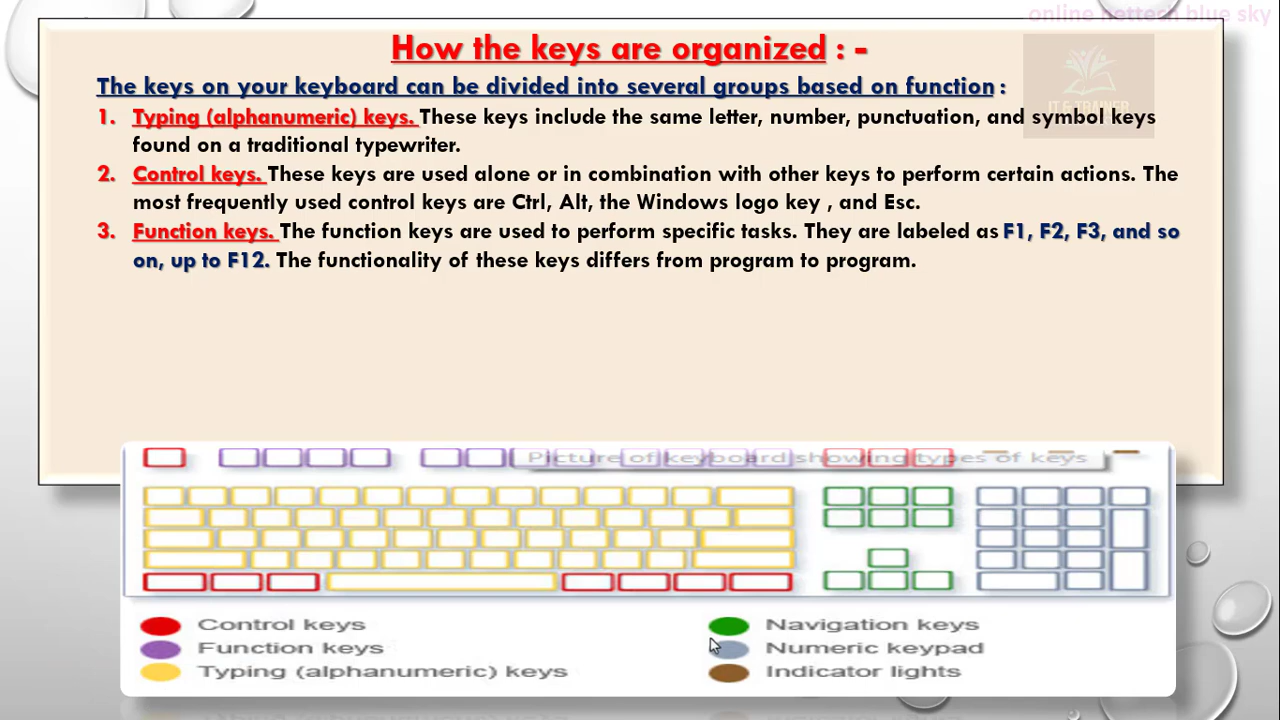 online nettech blue sky
How the keys are organized : -
The keys on your keyboard can be divided into several groups based on function :
IT & TRAINER
1. Typing (alphanumeric) keys. These keys include the same letter, number, punctuation, and symbol keys
found on a traditional typewriter.
2. Control keys. These keys are used alone or in combination with other keys to perform certain actions. The
most frequently used control keys are Ctrl, Alt, the Windows logo key , and Esc.
3. Function keys. The function keys are used to perform specific tasks. They are labeled as F1, F2, F3, and so
on, up to F12. The functionality of these keys differs from program to program.
Picture of keyboard showing types of keys
Control keys
Function keys
Typing (alphanumeric) keys
Navigation keys
Numeric keypad
Indicator lights